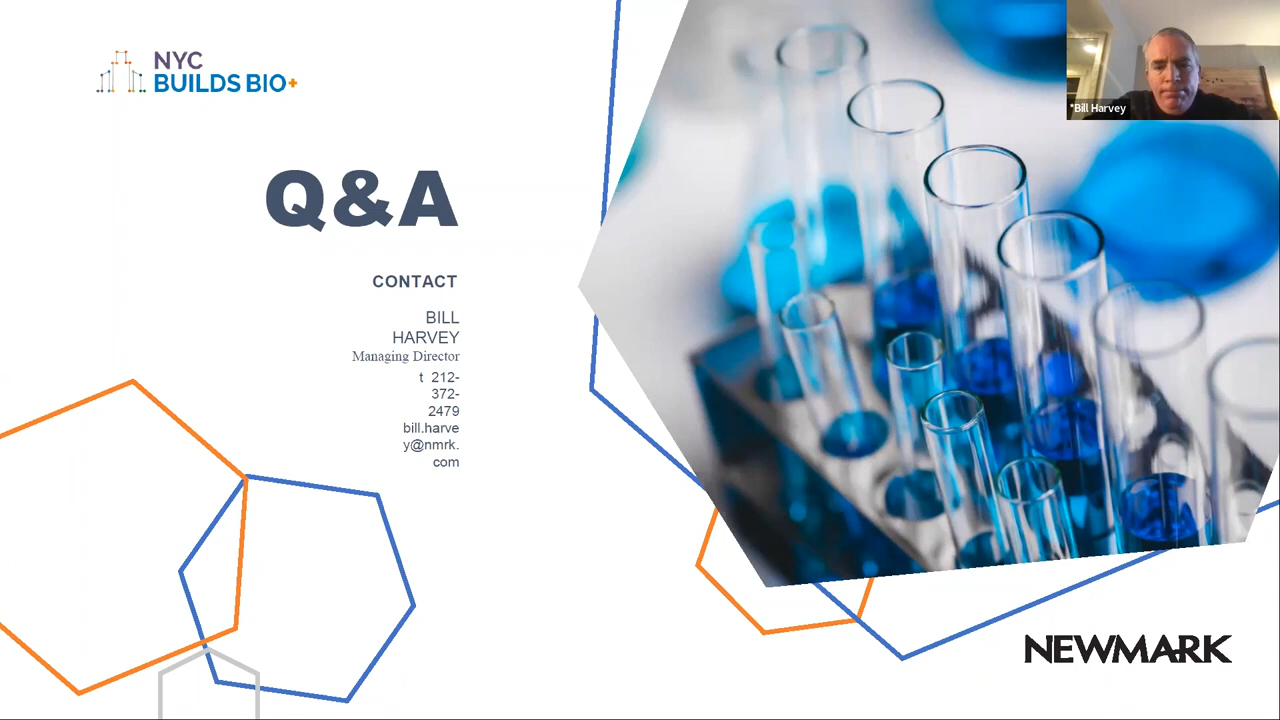 NYC
BUILDS BIO+
*Bill Harvey
Q&A
CONTACT
BILL
HARVEY
Managing Director
t 212-
372-
2479
bill.harve
y@nmrk.
com
NEWMARK